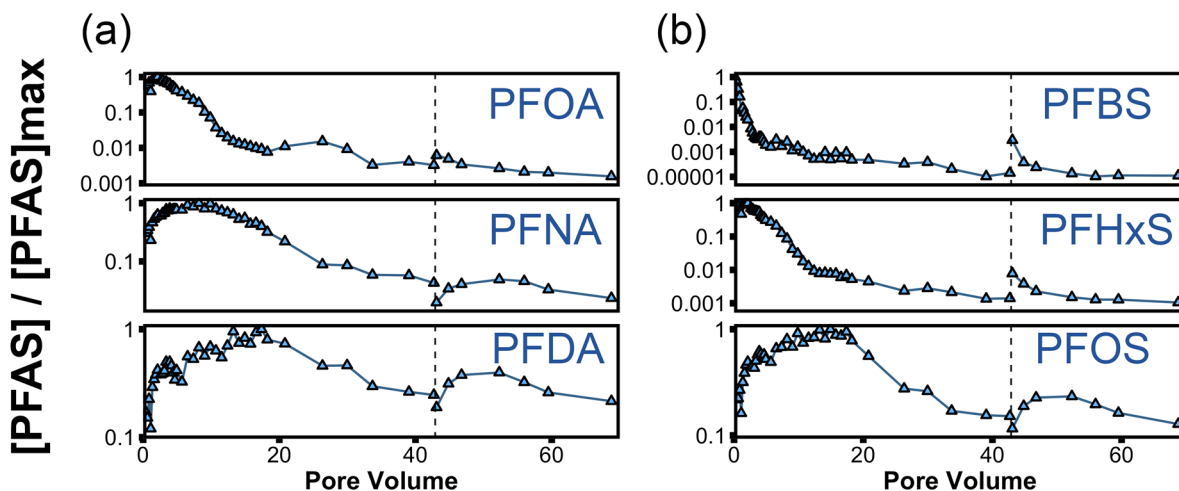 (a)
(b)
[PFAS] / [PFAS]max
1
0.1
0.01
0.001
PFOA
1
0.1
PFNA
1
0.1
PFDA
0
20
40
60
Pore Volume
1
0.1
0.01
0.001
0.00001
PFBS
1
0.1
0.01
0.001
PFHxS
1
0.1
PFOS
0
20
40
60
Pore Volume